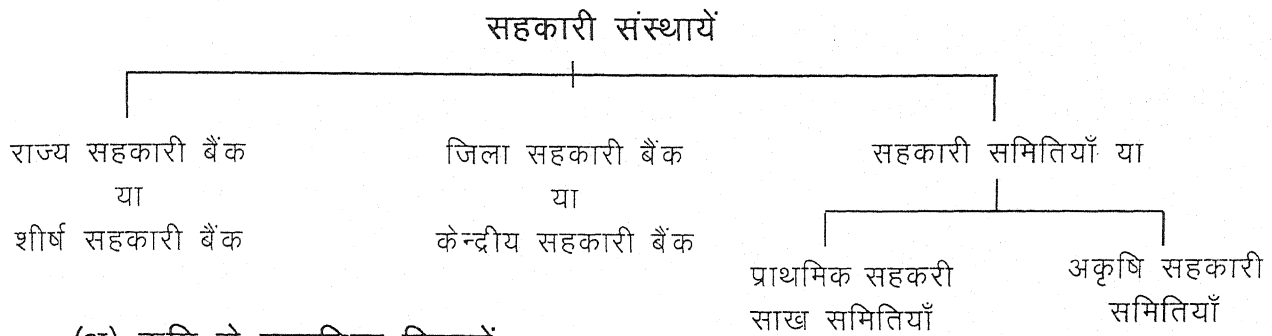 सहकारी संस्थायें
राज्य सहकारी बैंक
या
शीर्ष सहकारी बैंक
जिला सहकारी बैंक
या
केन्द्रीय सहकारी बैंक
सहकारी समितियाँ या
प्राथमिक सहकरी
साख समितियाँ
अकृषि सहकारी
समितियाँ